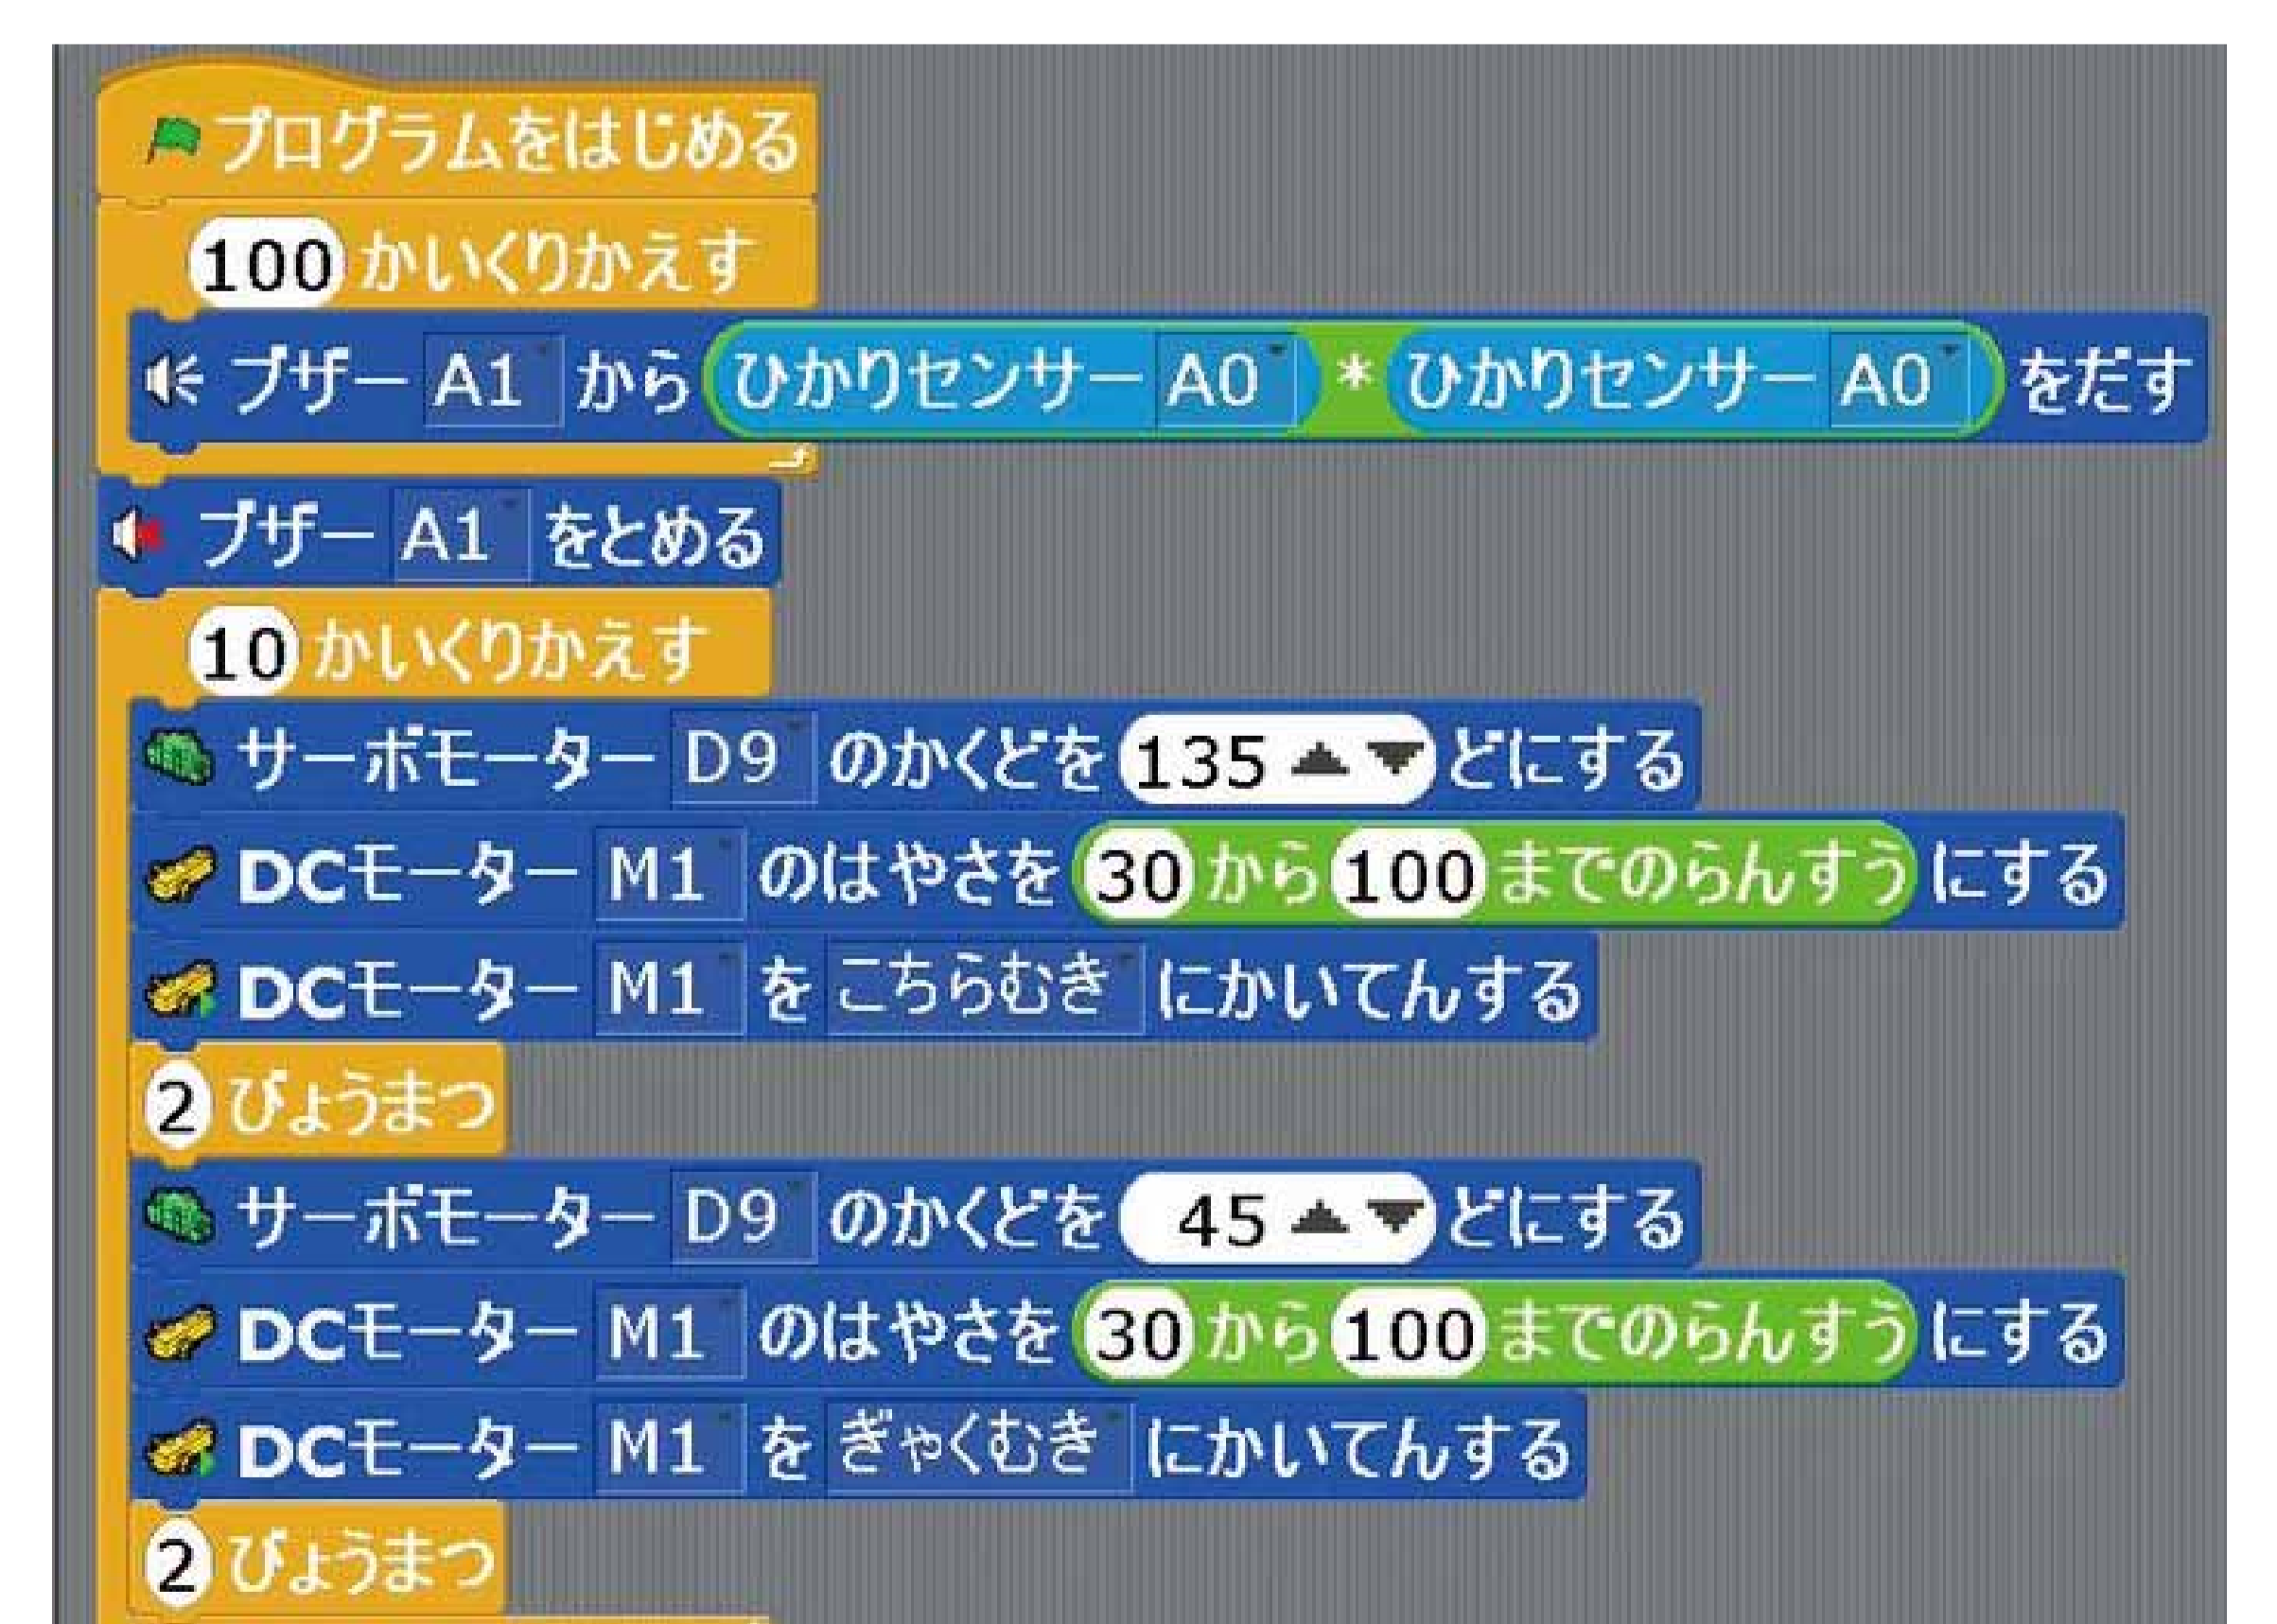 プログラムをはじめる
100 かいくりかえす
ブザー A1 から ひかりセンサー A0 * ひかりセンサー A0 をだす
ブザー A1 をとめる
10 かいくりかえす
サーボモーター D9 のかくどを 135 どにする
DCモーター M1 のはやさを 30 から 100 までのらんすう にする
DCモーター M1 を こちらむき にかいてんする
2 びょうまつ
サーボモーター D9 のかくどを 45 どにする
DCモーター M1 のはやさを 30 から 100 までのらんすう にする
DCモーター M1 を ぎゃくむき にかいてんする
2 びょうまつ